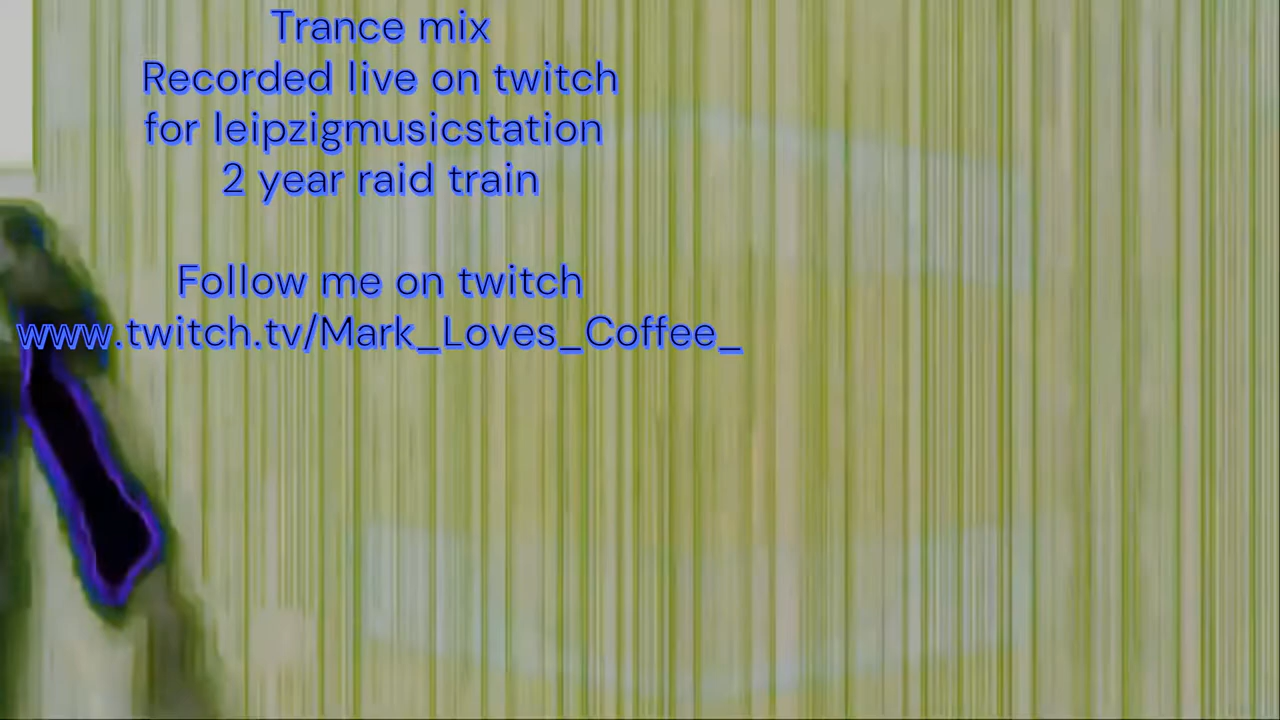 Trance mix
Recorded live on twitch
for leipzigmusicstation
2 year raid train
Follow me on twitch
www.twitch.tv/Mark_Loves_Coffee_